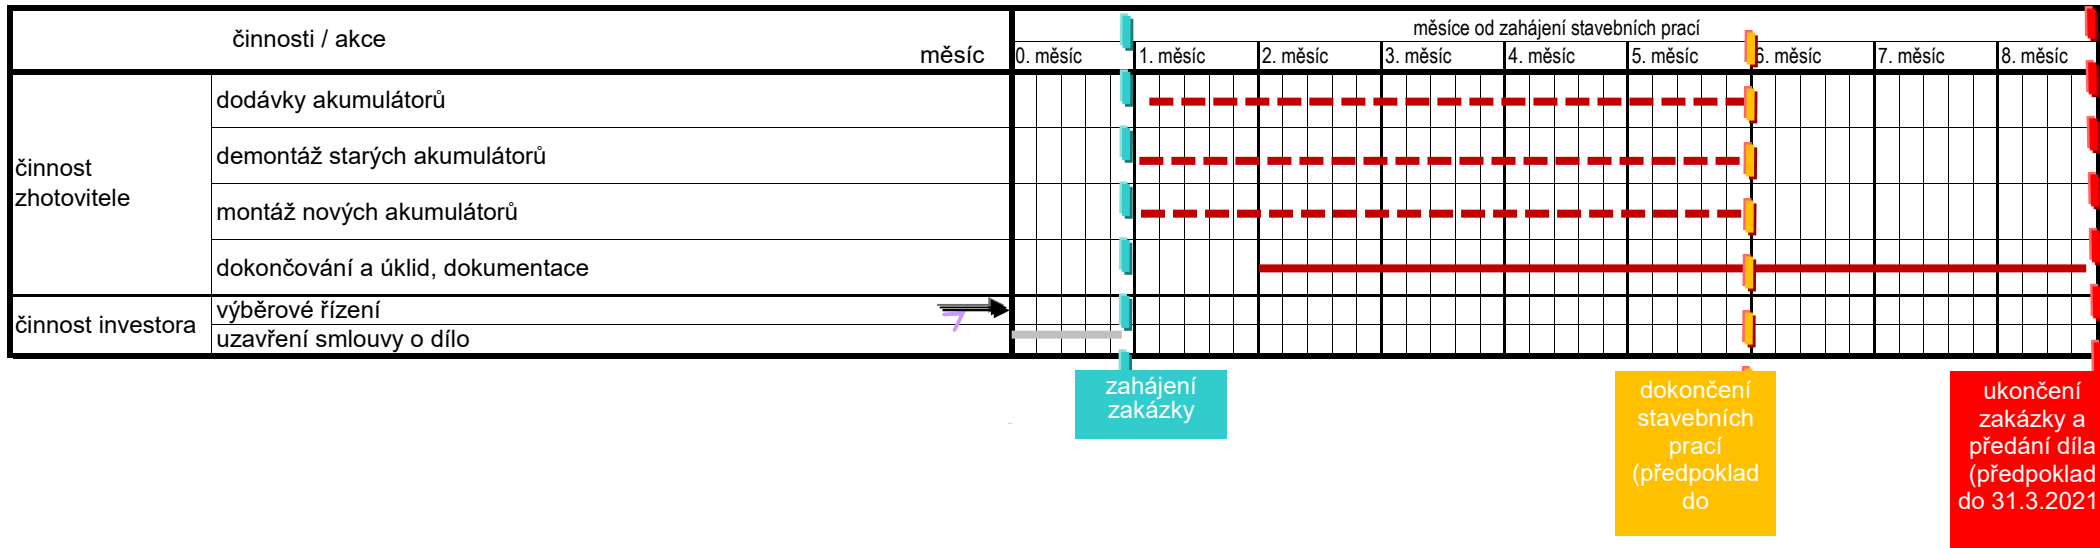 činnosti / akce
měsíc
měsíce od zahájení stavebních prací
0. měsíc
1. měsíc
2. měsíc
3. měsíc
4. měsíc
5. měsíc
6. měsíc
7. měsíc
8. měsíc
činnost
zhotovitele
dodávky akumulátorů
demontáž starých akumulátorů
montáž nových akumulátorů
dokončování a úklid, dokumentace
činnost investora
výběrové řízení
uzavření smlouvy o dílo
zahájení
zakázky
dokončení
stavebních
prací
(předpoklad
do
ukončení
zakázky a
předání díla
(předpoklad
do 31.3.2021